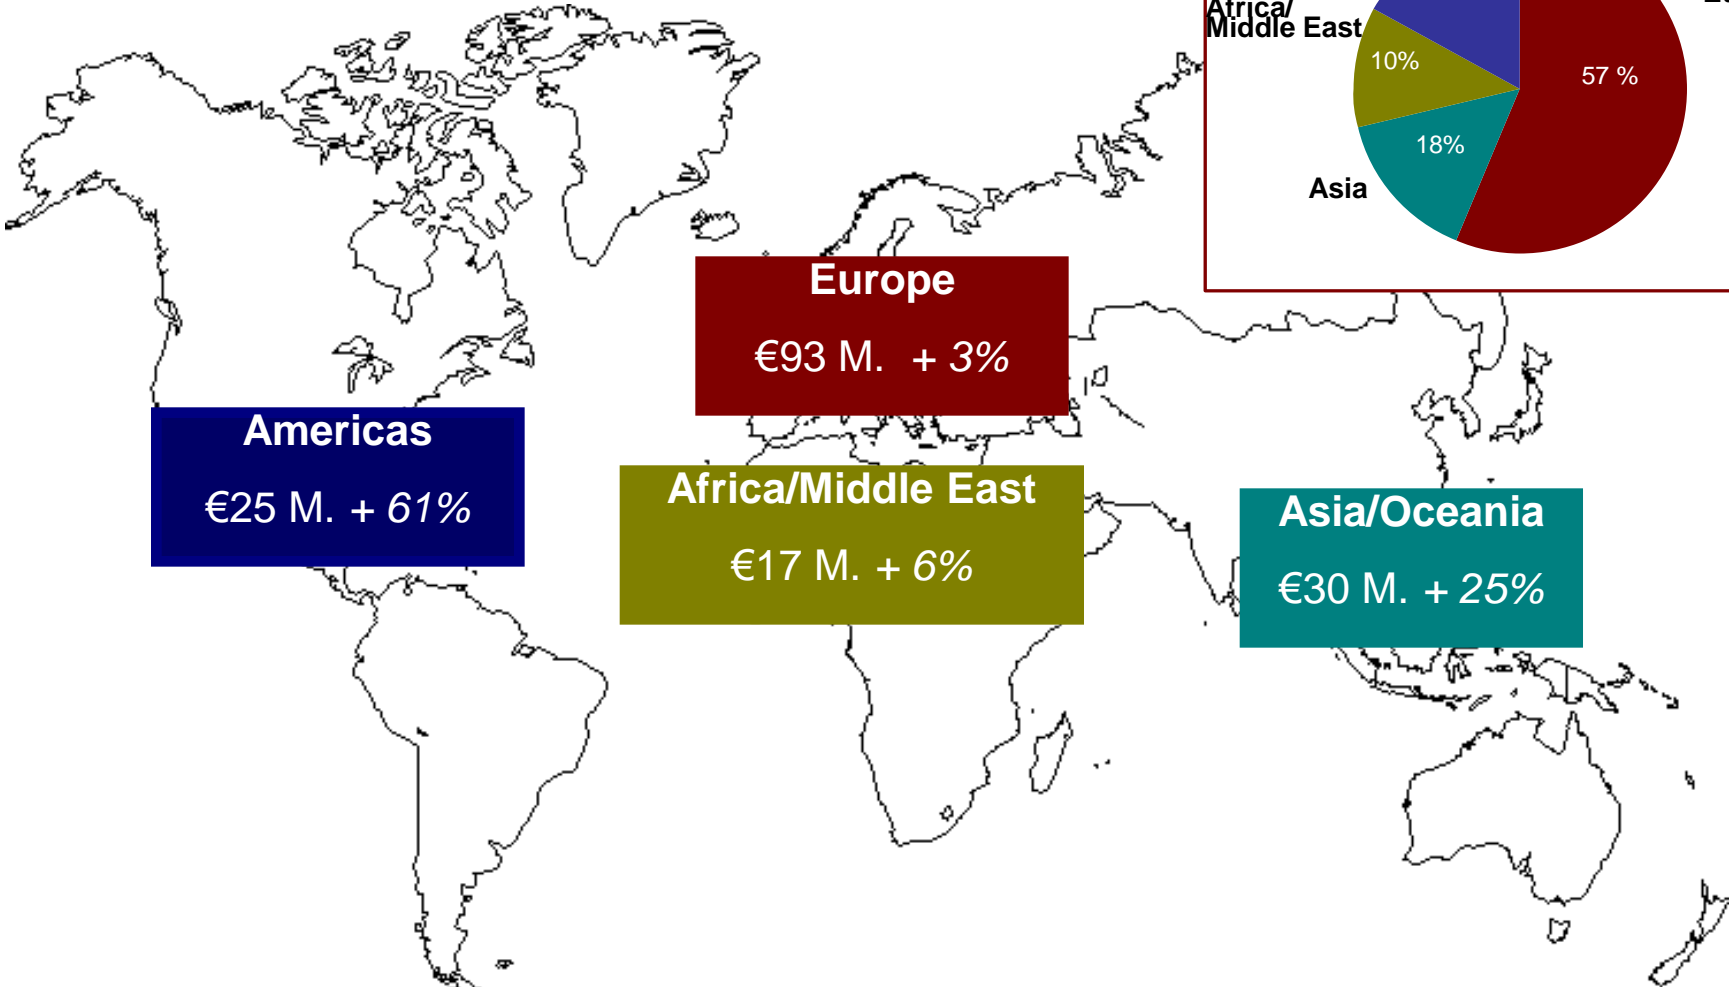 Africa/
Middle East
10%
57 %
18%
Asia
Europe
€93 M. + 3%
Americas
€25 M. + 61%
Africa/Middle East
€17 M. + 6%
Asia/Oceania
€30 M. + 25%